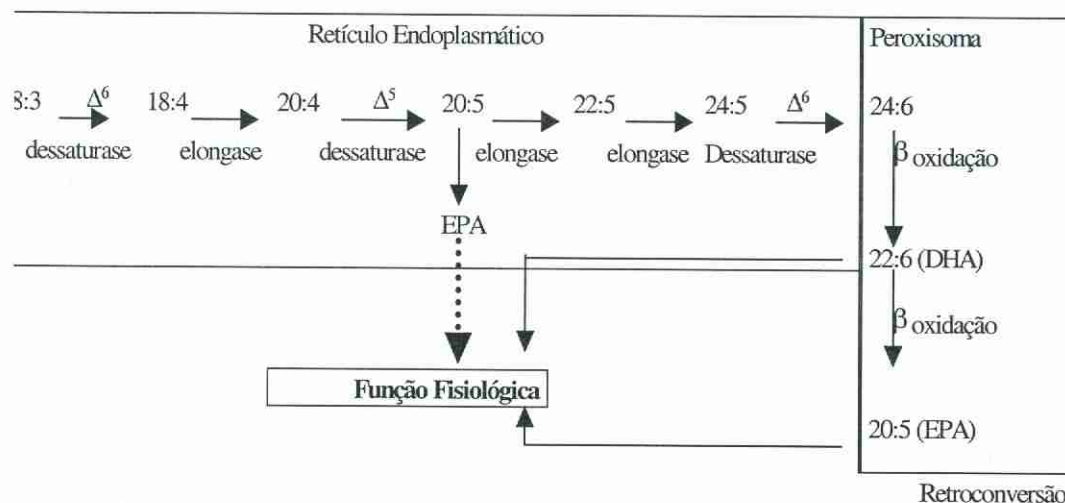 Retículo Endoplasmático
Peroxisoma
8:3 Δ⁶ 18:4 20:4 Δ⁵ 20:5 22:5 24:5 Δ⁶ 24:6
dessaturase elongase dessaturase elongase elongase Dessaturase
β oxidação
EPA
22:6 (DHA)
β oxidação
Função Fisiológica
20:5 (EPA)
Retroconversão